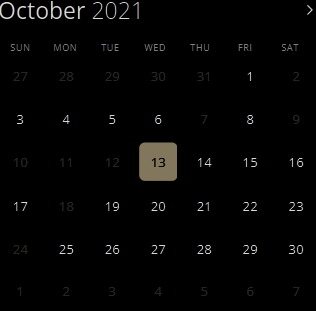 October 2021 >
SUN MON TUE WED THU FRI SAT
27 28 29 30 31 1 2
3 4 5 6 7 8 9
10 11 12 13 14 15 16
17 18 19 20 21 22 23
24 25 26 27 28 29 30
1 2 3 4 5 6 7